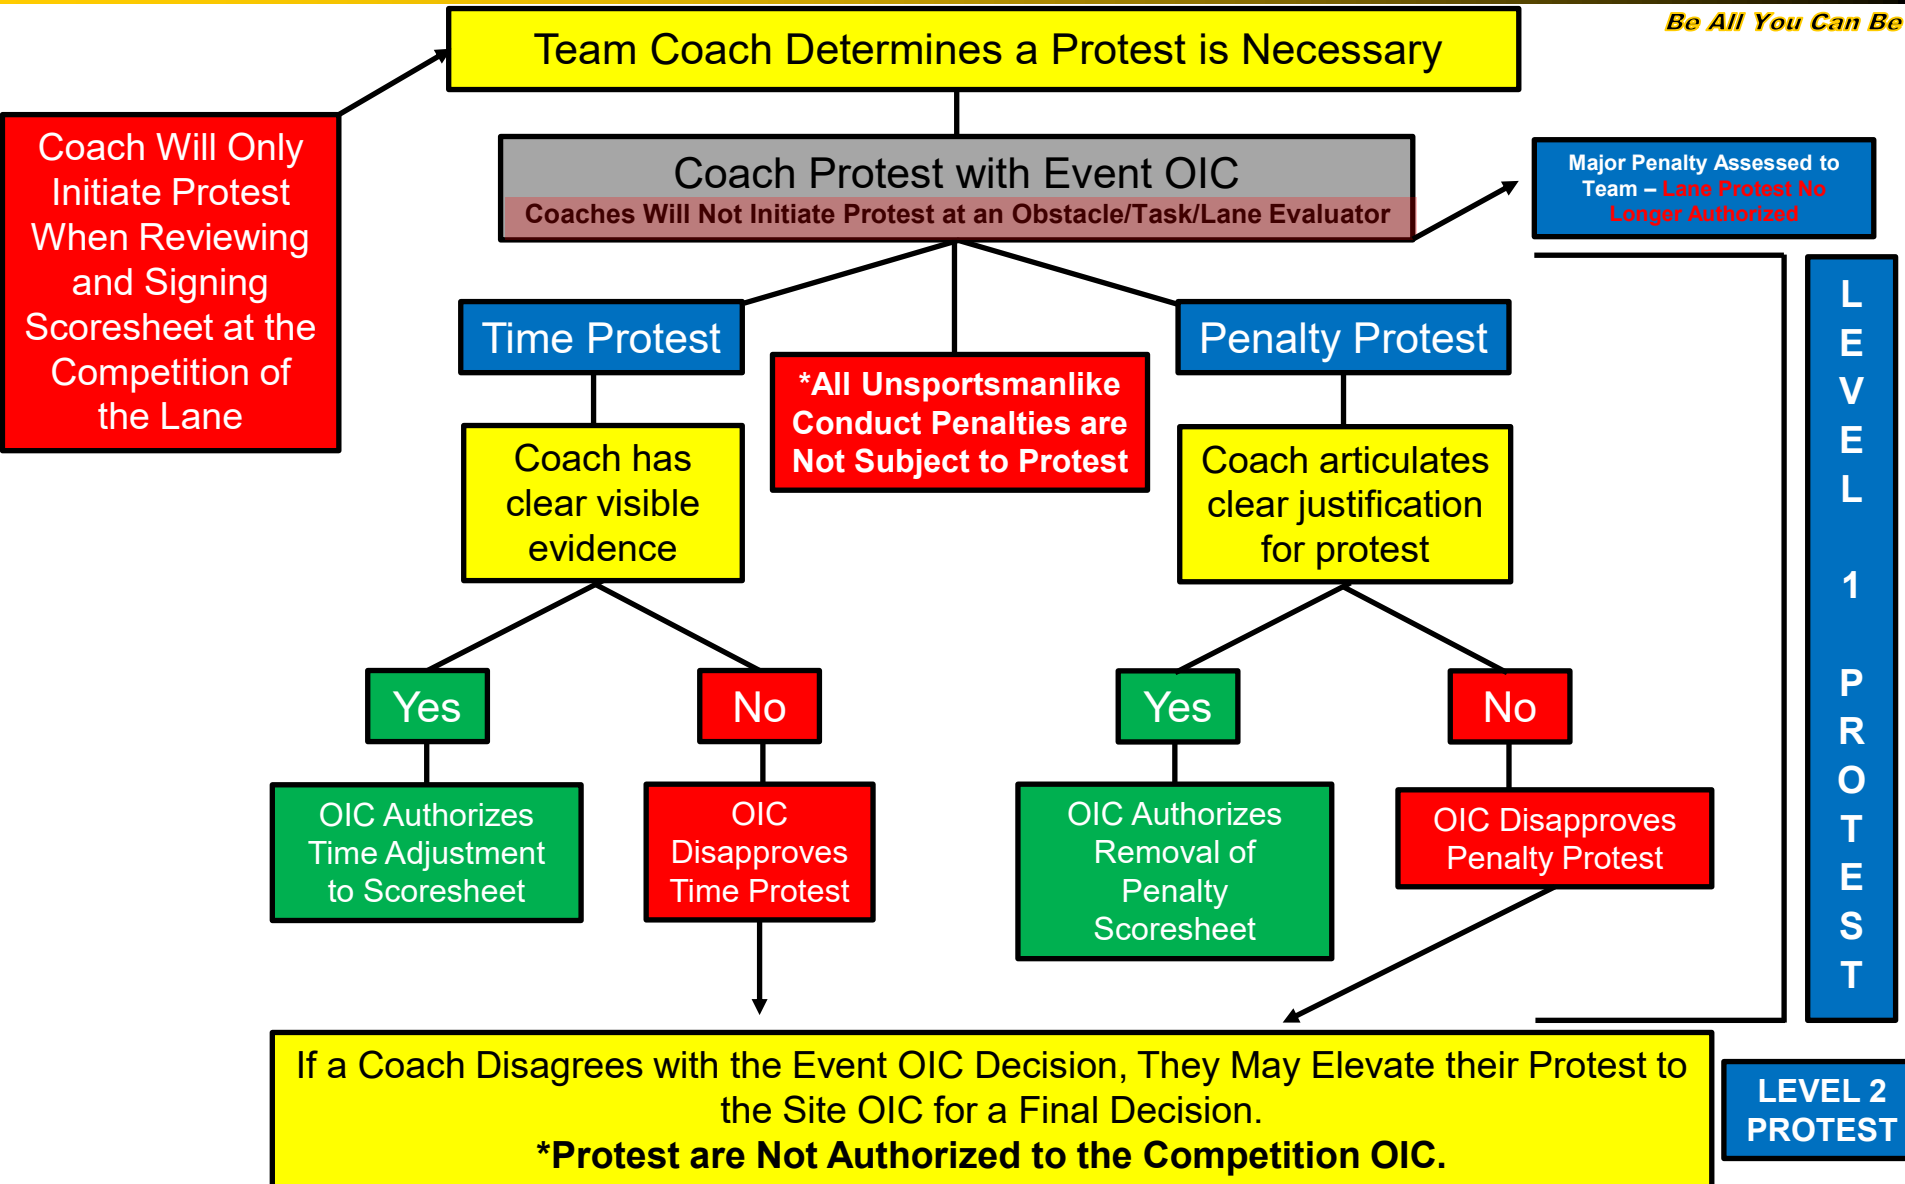 Be All You Can Be
Team Coach Determines a Protest is Necessary
Coach Will Only
Initiate Protest
When Reviewing
and Signing
Scoresheet at the
Competition of
the Lane
Coach Protest with Event OIC
Coaches Will Not Initiate Protest at an Obstacle/Task/Lane Evaluator
Major Penalty Assessed to
Team – Lane Protest No
Longer Authorized
Time Protest
*All Unsportsmanlike
Conduct Penalties are
Not Subject to Protest
Penalty Protest
Coach has
clear visible
evidence
Coach articulates
clear justification
for protest
Yes
No
Yes
No
OIC Authorizes
Time Adjustment
to Scoresheet
OIC
Disapproves
Time Protest
OIC Authorizes
Removal of
Penalty
Scoresheet
OIC Disapproves
Penalty Protest
L
E
V
E
L
1
P
R
O
T
E
S
T
If a Coach Disagrees with the Event OIC Decision, They May Elevate their Protest to
the Site OIC for a Final Decision.
*Protest are Not Authorized to the Competition OIC.
LEVEL 2
PROTEST